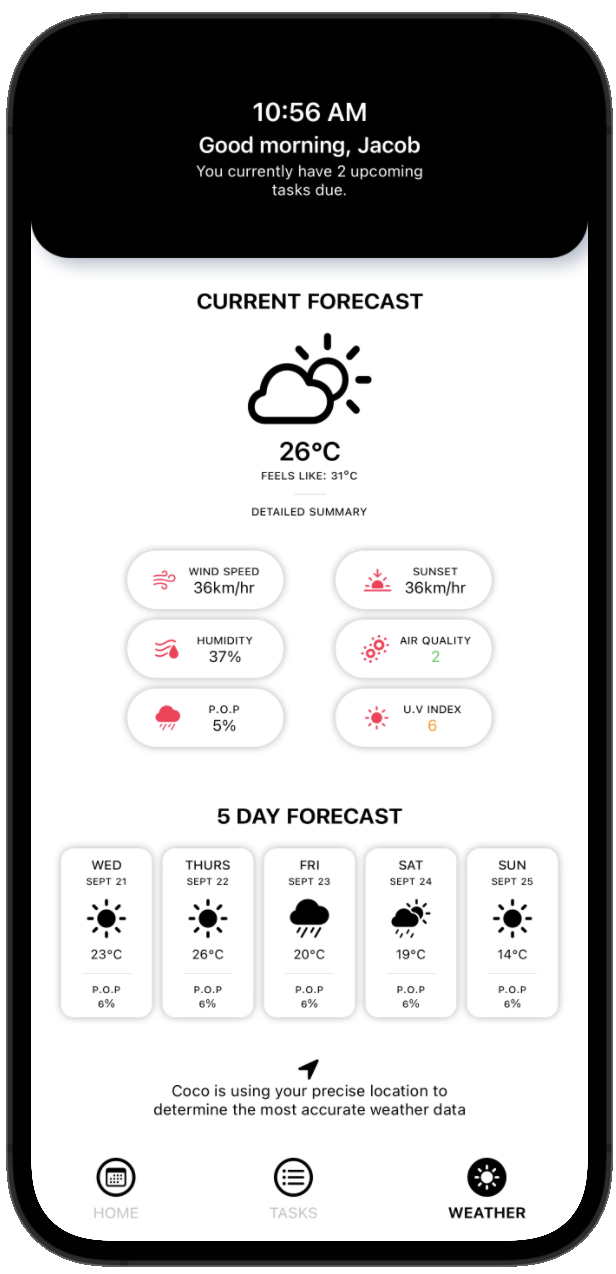 10:56 AM
Good morning, Jacob
You currently have 2 upcoming
tasks due.
CURRENT FORECAST
26°C
FEELS LIKE: 31°C
DETAILED SUMMARY
WIND SPEED
36km/hr
SUNSET
36km/hr
HUMIDITY
37%
AIR QUALITY
2
P.O.P
5%
U.V INDEX
6
5 DAY FORECAST
WED
SEPT 21
23°C
P.O.P
6%
THURS
SEPT 22
26°C
P.O.P
6%
FRI
SEPT 23
20°C
P.O.P
6%
SAT
SEPT 24
19°C
P.O.P
6%
SUN
SEPT 25
14°C
P.O.P
6%
Coco is using your precise location to
determine the most accurate weather data
HOME
TASKS
WEATHER